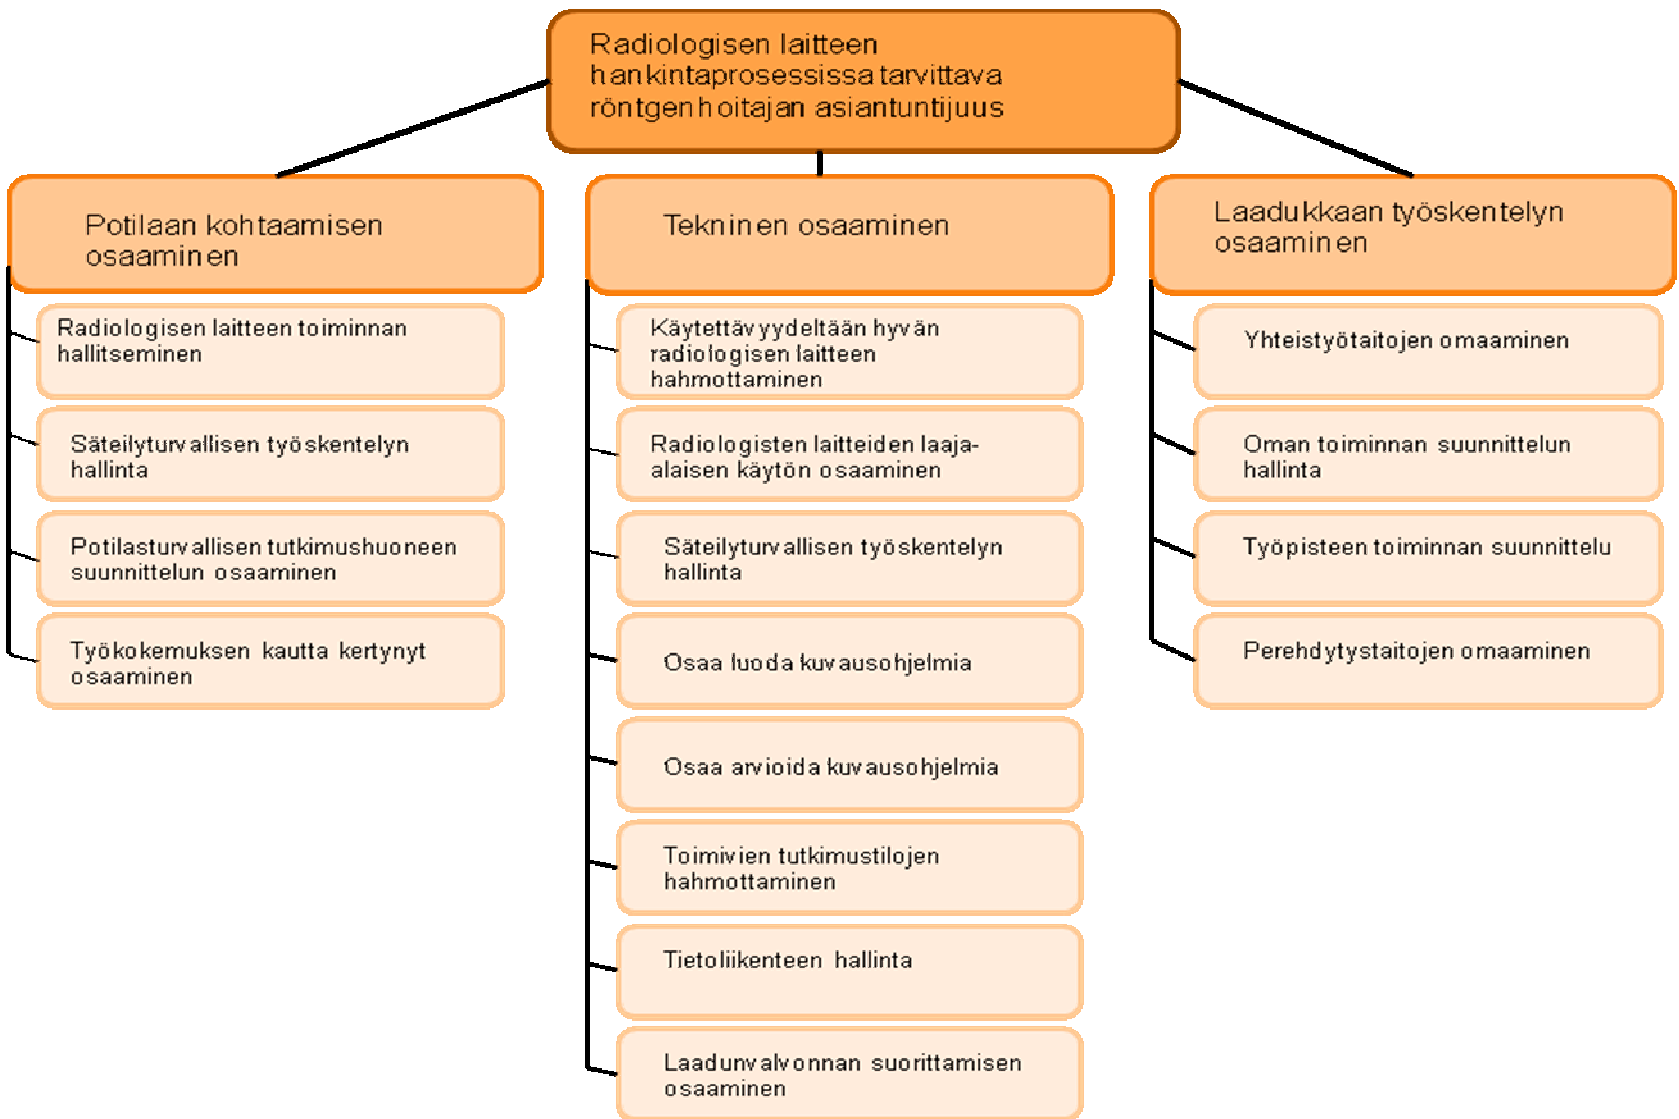 Radiologisen laitteen
hankintaprosessissa tarvittava
röntgenhoitajan asiantuntijuus
Potilaan kohtaamisen
osaaminen
Radiologisen laitteen toiminnan
hallitseminen
Säteilyturvallisen työskentelyn
hallinta
Potilasturvallisen tutkimushuoneen
suunnittelun osaaminen
Työkokemuksen kautta kertynyt
osaaminen
Tekninen osaaminen
Käytettävyydeltään hyvän
radiologisen laitteen
hahmottaminen
Radiologisten laitteiden laaja-
alaisen käytön osaaminen
Säteilyturvallisen työskentelyn
hallinta
Osaa luoda kuvausohjelmia
Osaa arvioida kuvausohjelmia
Toimivien tutkimustilojen
hahmottaminen
Tietoliikenteen hallinta
Laadunvalvonnan suorittamisen
osaaminen
Laadukkaan työskentelyn
osaaminen
Yhteistyötaitojen omaaminen
Oman toiminnan suunnittelun
hallinta
Työpisteen toiminnan suunnittelu
Perehdytystaitojen omaaminen